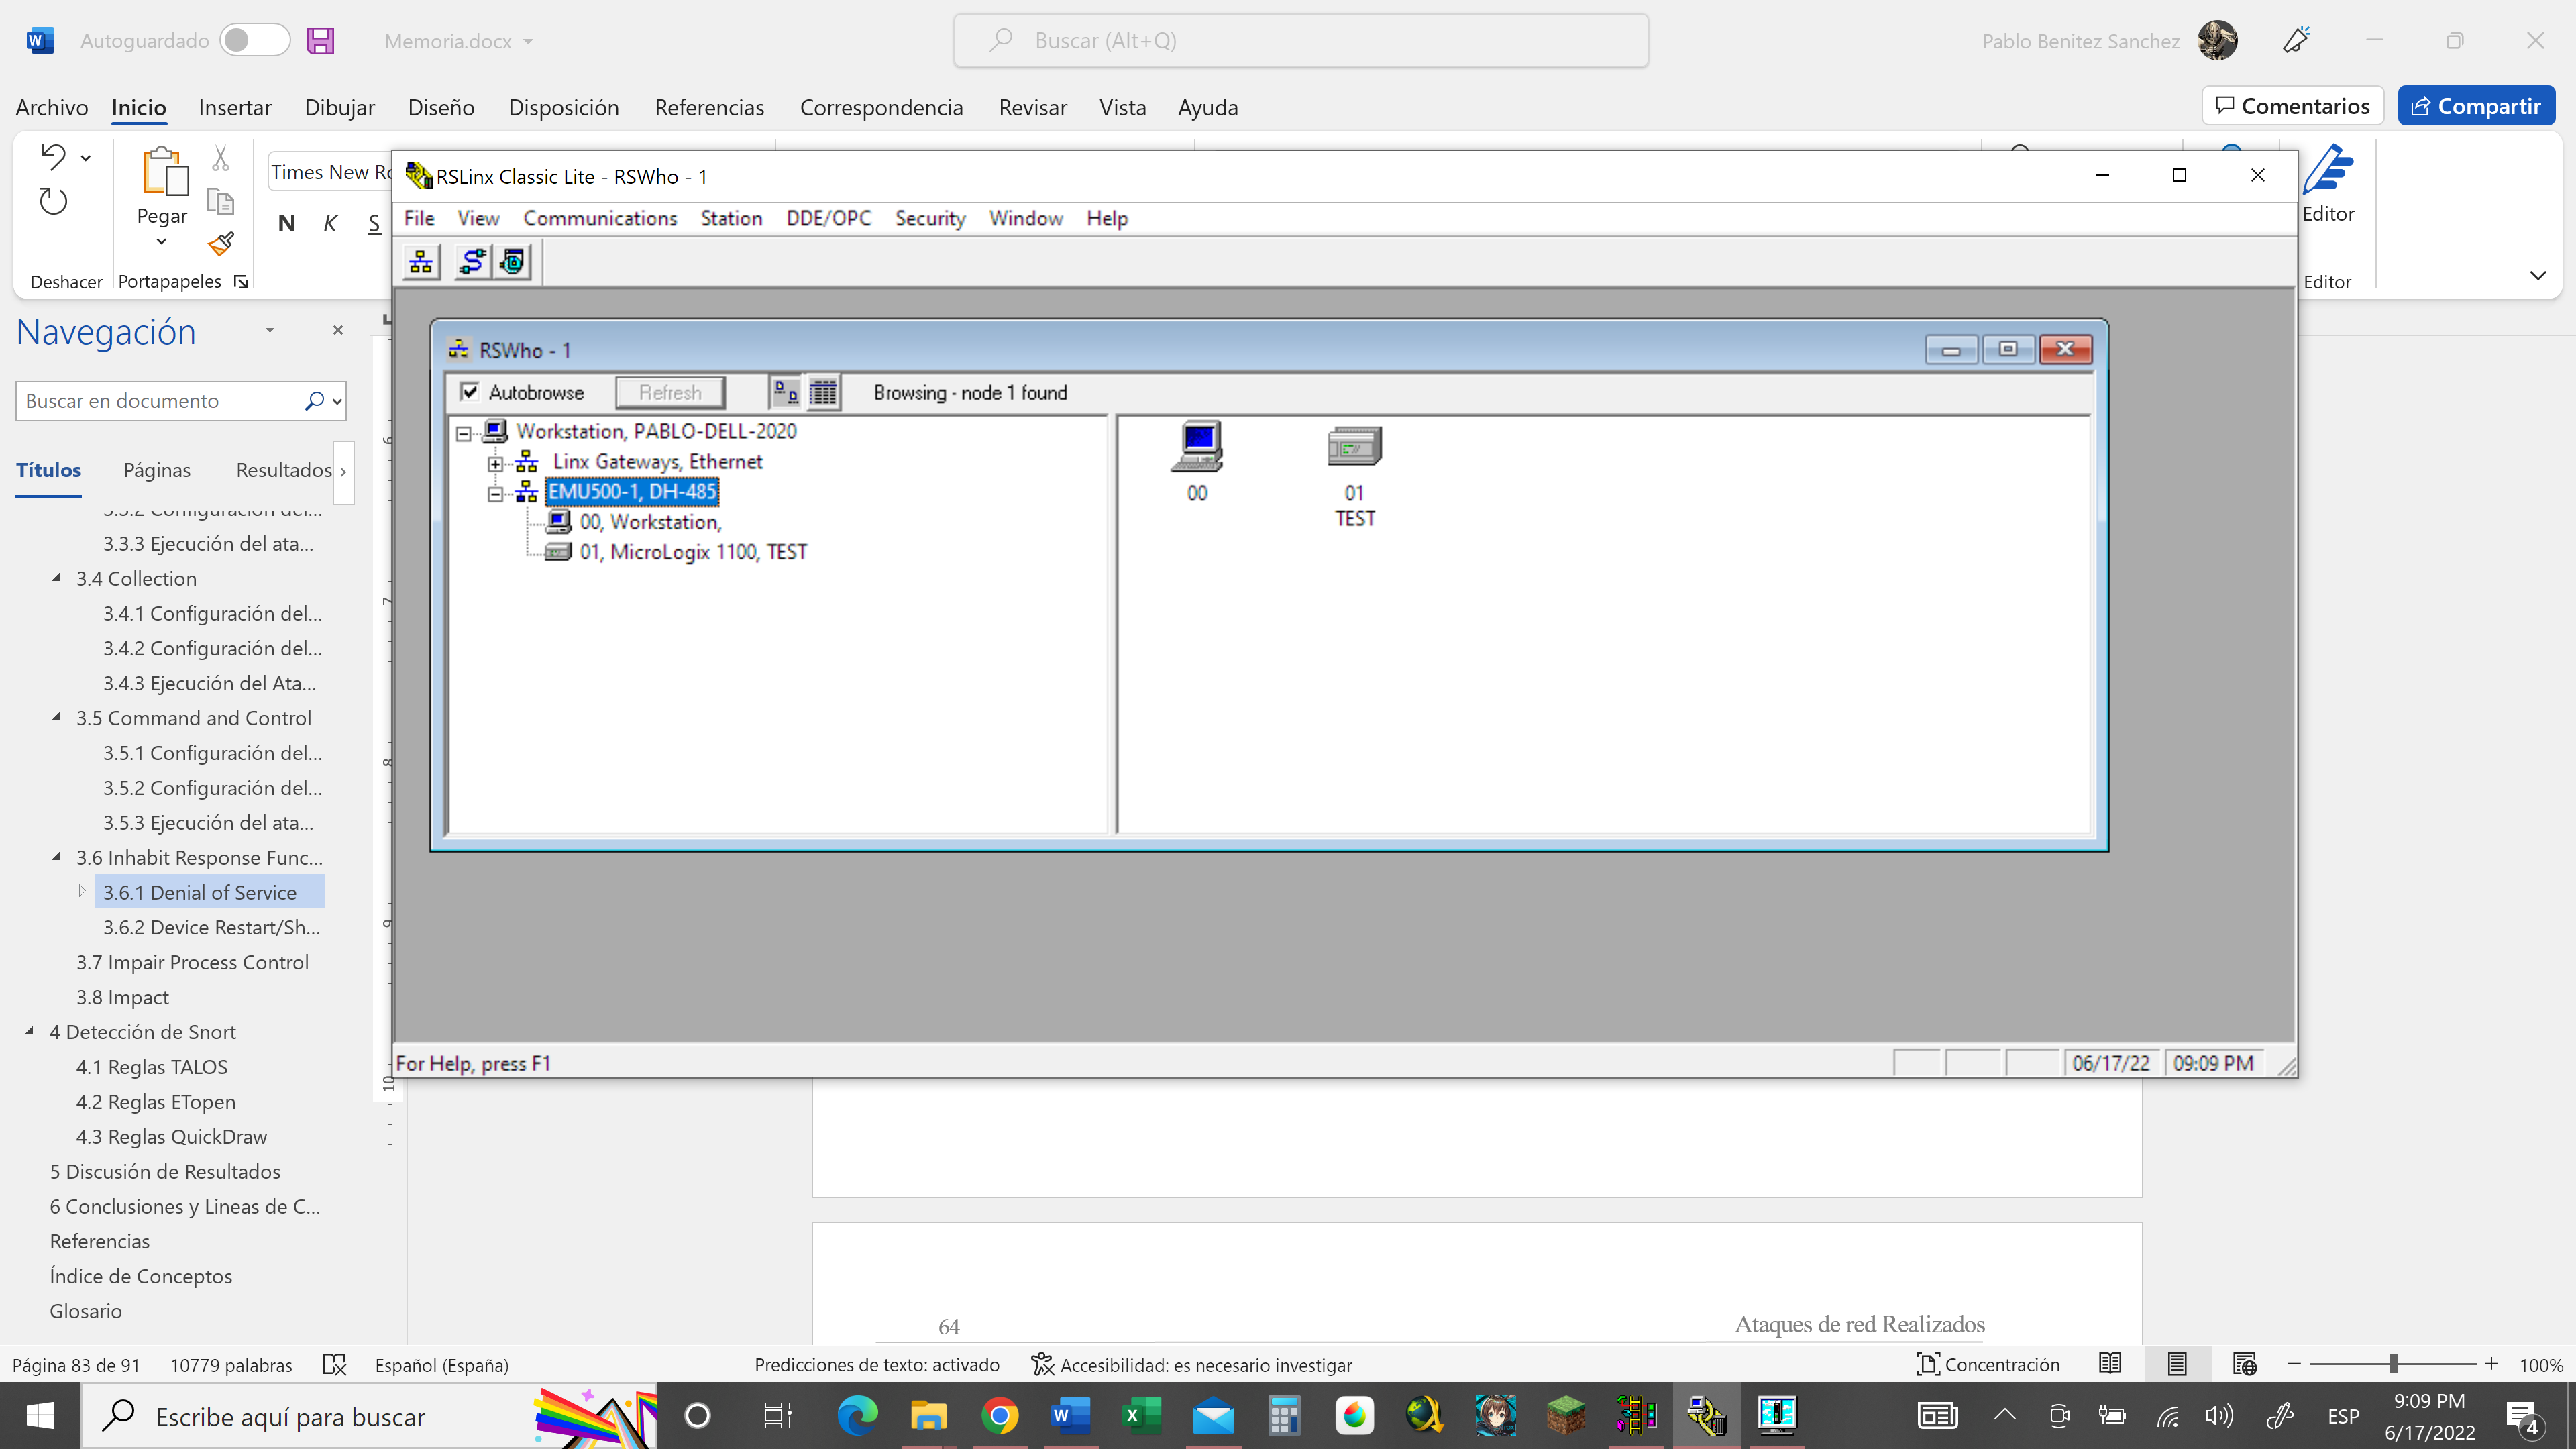 Autoguardado
Memoria.docx
Buscar (Alt+Q)
Pablo Benitez Sanchez
Archivo Inicio Insertar Dibujar Diseño Disposición Referencias Correspondencia Revisar Vista Ayuda
Comentarios
Compartir
Pegar
Times New Ro
N K S
Deshacer
Portapapeles
Editor
Editor
RSLinx Classic Lite - RSWho - 1
File View Communications Station DDE/OPC Security Window Help
RSWho - 1
Autobrowse
Refresh
Browsing - node 1 found
Workstation, PABLO-DELL-2020
Linx Gateways, Ethernet
EMU500-1, DH-485
00, Workstation,
01, MicroLogix 1100, TEST
00
01
TEST
For Help, press F1
06/17/22
09:09 PM
Navegación
Buscar en documento
Títulos Páginas Resultados
3.3.2 Configuración del...
3.3.3 Ejecución del ata...
3.4 Collection
3.4.1 Configuración del...
3.4.2 Configuración del...
3.4.3 Ejecución del Ata...
3.5 Command and Control
3.5.1 Configuración del...
3.5.2 Configuración del...
3.5.3 Ejecución del ata...
3.6 Inhabit Response Func...
3.6.1 Denial of Service
3.6.2 Device Restart/Sh...
3.7 Impair Process Control
3.8 Impact
4 Detección de Snort
4.1 Reglas TALOS
4.2 Reglas ETopen
4.3 Reglas QuickDraw
5 Discusión de Resultados
6 Conclusiones y Lineas de C...
Referencias
Índice de Conceptos
Glosario
6
7
8
9
10
64
Ataques de red Realizados
Página 83 de 91
10779 palabras
Español (España)
Predicciones de texto: activado
Accesibilidad: es necesario investigar
Concentración
100%
Escribe aquí para buscar
ESP
9:09 PM
6/17/2022
4